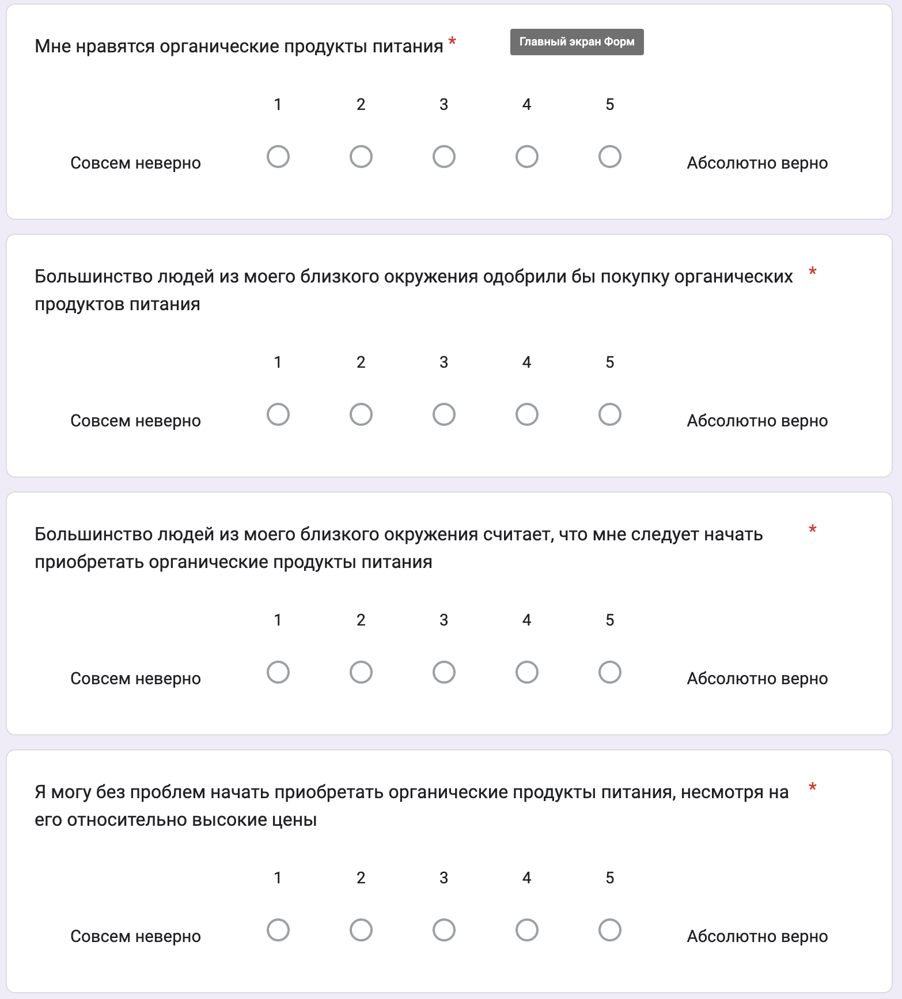 Мне нравятся органические продукты питания *
Главный экран Форм
1 2 3 4 5
Совсем неверно Абсолютно верно
Большинство людей из моего близкого окружения одобрили бы покупку органических *
продуктов питания
1 2 3 4 5
Совсем неверно Абсолютно верно
Большинство людей из моего близкого окружения считает, что мне следует начать *
приобретать органические продукты питания
1 2 3 4 5
Совсем неверно Абсолютно верно
Я могу без проблем начать приобретать органические продукты питания, несмотря на *
его относительно высокие цены
1 2 3 4 5
Совсем неверно Абсолютно верно